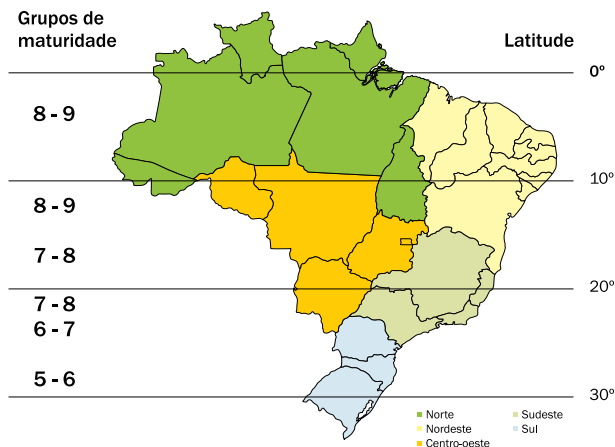 Grupos de
maturidade
Latitude
0º
8 - 9
10º
8 - 9
7 - 8
20º
7 - 8
6 - 7
5 - 6
30º
Norte
Nordeste
Centro-oeste
Sudeste
Sul